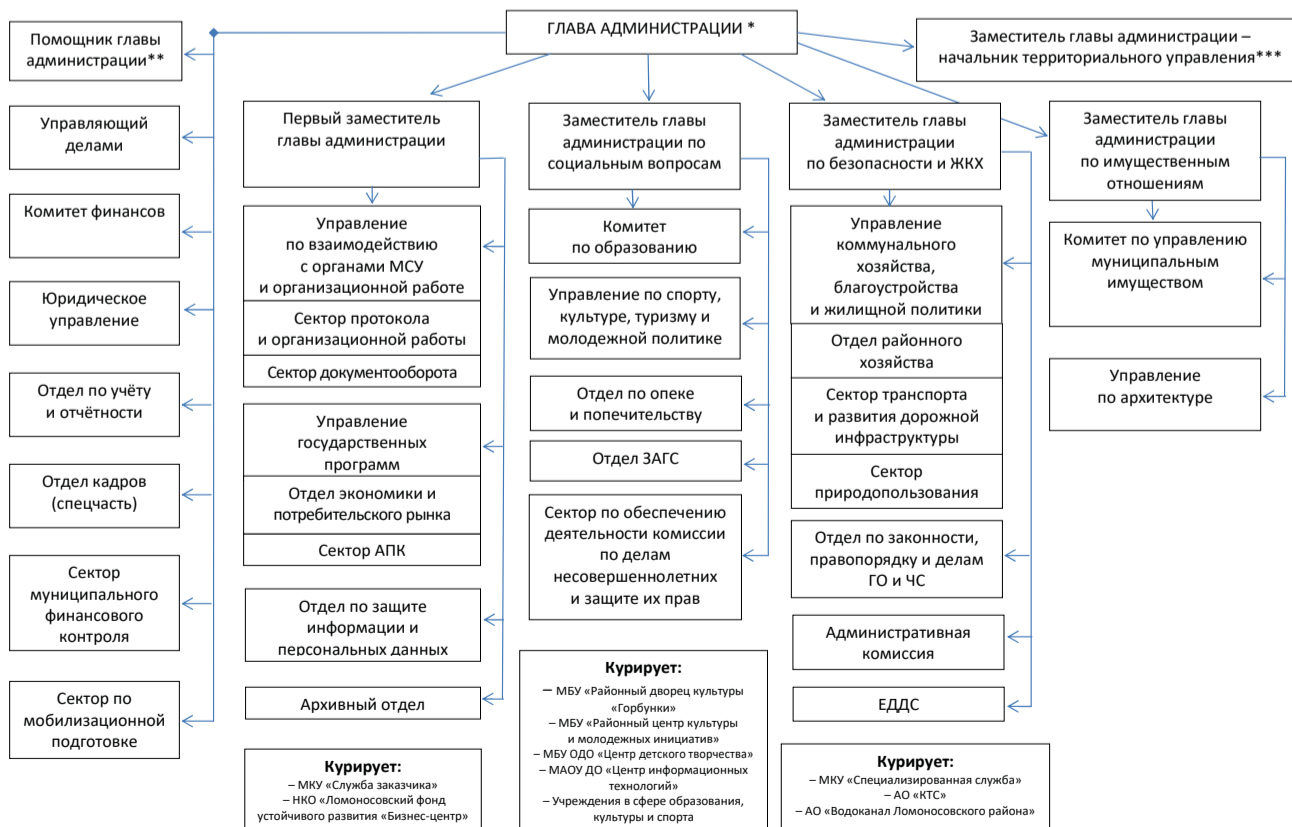 ГЛАВА АДМИНИСТРАЦИИ *
Помощник главы
администрации**
Заместитель главы администрации –
начальник территориального управления***
Управляющий
делами
Комитет финансов
Юридическое
управление
Отдел по учёту
и отчётности
Отдел кадров
(спецчасть)
Сектор
муниципального
финансового
контроля
Сектор по
мобилизационной
подготовке
Первый заместитель
главы администрации
Управление
по взаимодействию
с органами МСУ
и организационной работе
Сектор протокола
и организационной работы
Сектор документооборота
Управление
государственных
программ
Отдел экономики и
потребительского рынка
Сектор АПК
Отдел по защите
информации и
персональных данных
Архивный отдел
Курирует:
– МКУ «Служба заказчика»
– НКО «Ломоносовский фонд
устойчивого развития «Бизнес-центр»
Заместитель главы
администрации по
социальным вопросам
Комитет
по образованию
Управление по спорту,
культуре, туризму и
молодежной политике
Отдел по опеке
и попечительству
Отдел ЗАГС
Сектор по обеспечению
деятельности комиссии
по делам
несовершеннолетних
и защите их прав
Курирует:
– МБУ «Районный дворец культуры
«Горбунки»
– МБУ «Районный центр культуры
и молодежных инициатив»
– МБУ ОДО «Центр детского творчества»
– МАОУ ДО «Центр информационных
технологий»
– Учреждения в сфере образования,
культуры и спорта
Заместитель главы
администрации
по безопасности и ЖКХ
Управление
коммунального
хозяйства,
благоустройства
и жилищной политики
Отдел районного
хозяйства
Сектор транспорта
и развития дорожной
инфраструктуры
Сектор
природопользования
Отдел по законности,
правопорядку и делам
ГО и ЧС
Административная
комиссия
ЕДДС
Курирует:
– МКУ «Специализированная служба»
– АО «КТС»
– АО «Водоканал Ломоносовского района»
Заместитель главы
администрации
по имущественным
отношениям
Комитет по управлению
муниципальным
имуществом
Управление
по архитектуре